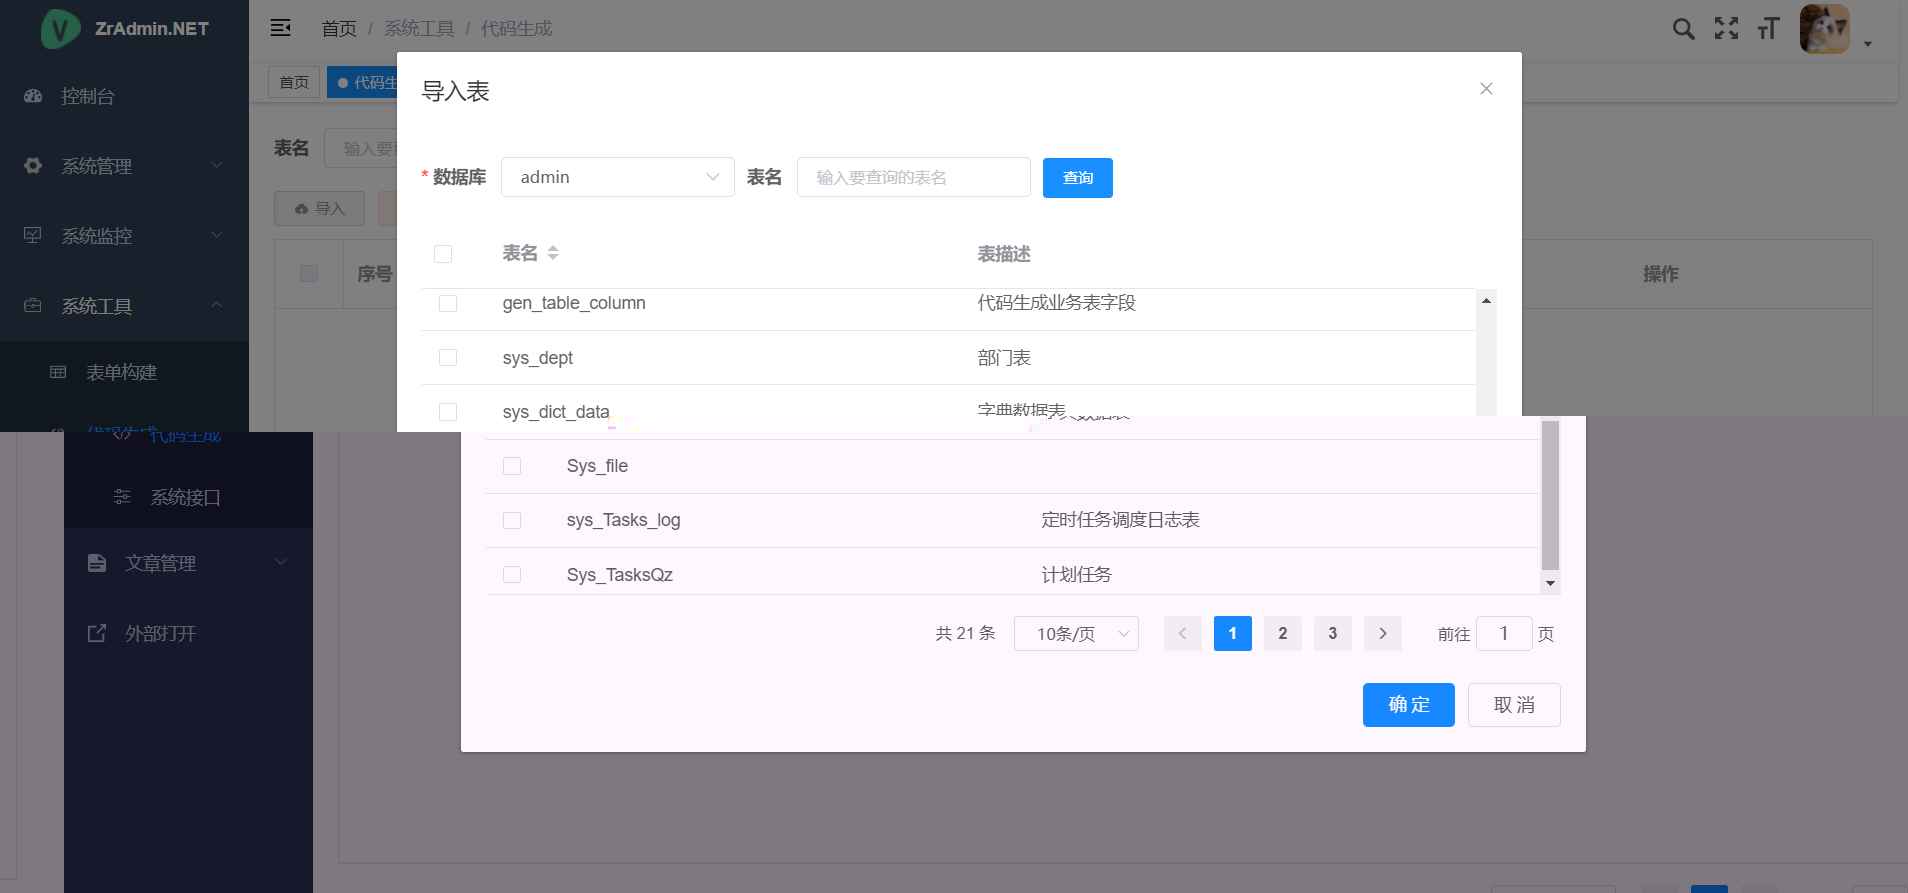 ZrAdmin.NET
首页 / 系统工具 / 代码生成
控制台
系统管理
系统监控
系统工具
表单构建
代码生成
系统接口
文章管理
外部打开
首页
代码生
表名 输入要
导入
序号
操作
导入表
* 数据库 admin 表名 输入要查询的表名 查询
表名 表描述
gen_table_column 代码生成业务表字段
sys_dept 部门表
sys_dict_data 字典数据表
Sys_file
sys_Tasks_log 定时任务调度日志表
Sys_TasksQz 计划任务
共 21 条 10条/页 1 2 3 前往 1 页
确 定 取 消